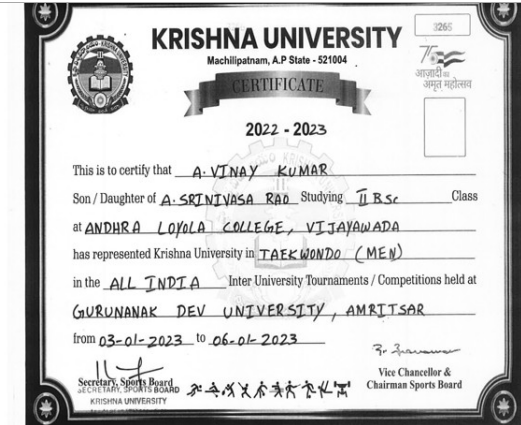 KRISHNA UNIVERSITY
3265
Machilipatnam, A.P State - 521004
75
आज़ादी का
अमृत महोत्सव
CERTIFICATE
2022 - 2023
This is to certify that A. VINAY KUMAR
Son / Daughter of A. SRINIVASA RAO Studying II BSc Class
at ANDHRA LOYOLA COLLEGE, VIJAYAWADA
has represented Krishna University in TAEKWONDO (MEN)
in the ALL INDIA Inter University Tournaments / Competitions held at
GURUNANAK DEV UNIVERSITY, AMRITSAR
from 03-01-2023 to 06-01-2023
Secretary, Sports Board
SECRETARY, SPORTS BOARD
KRISHNA UNIVERSITY
Vice Chancellor &
Chairman Sports Board